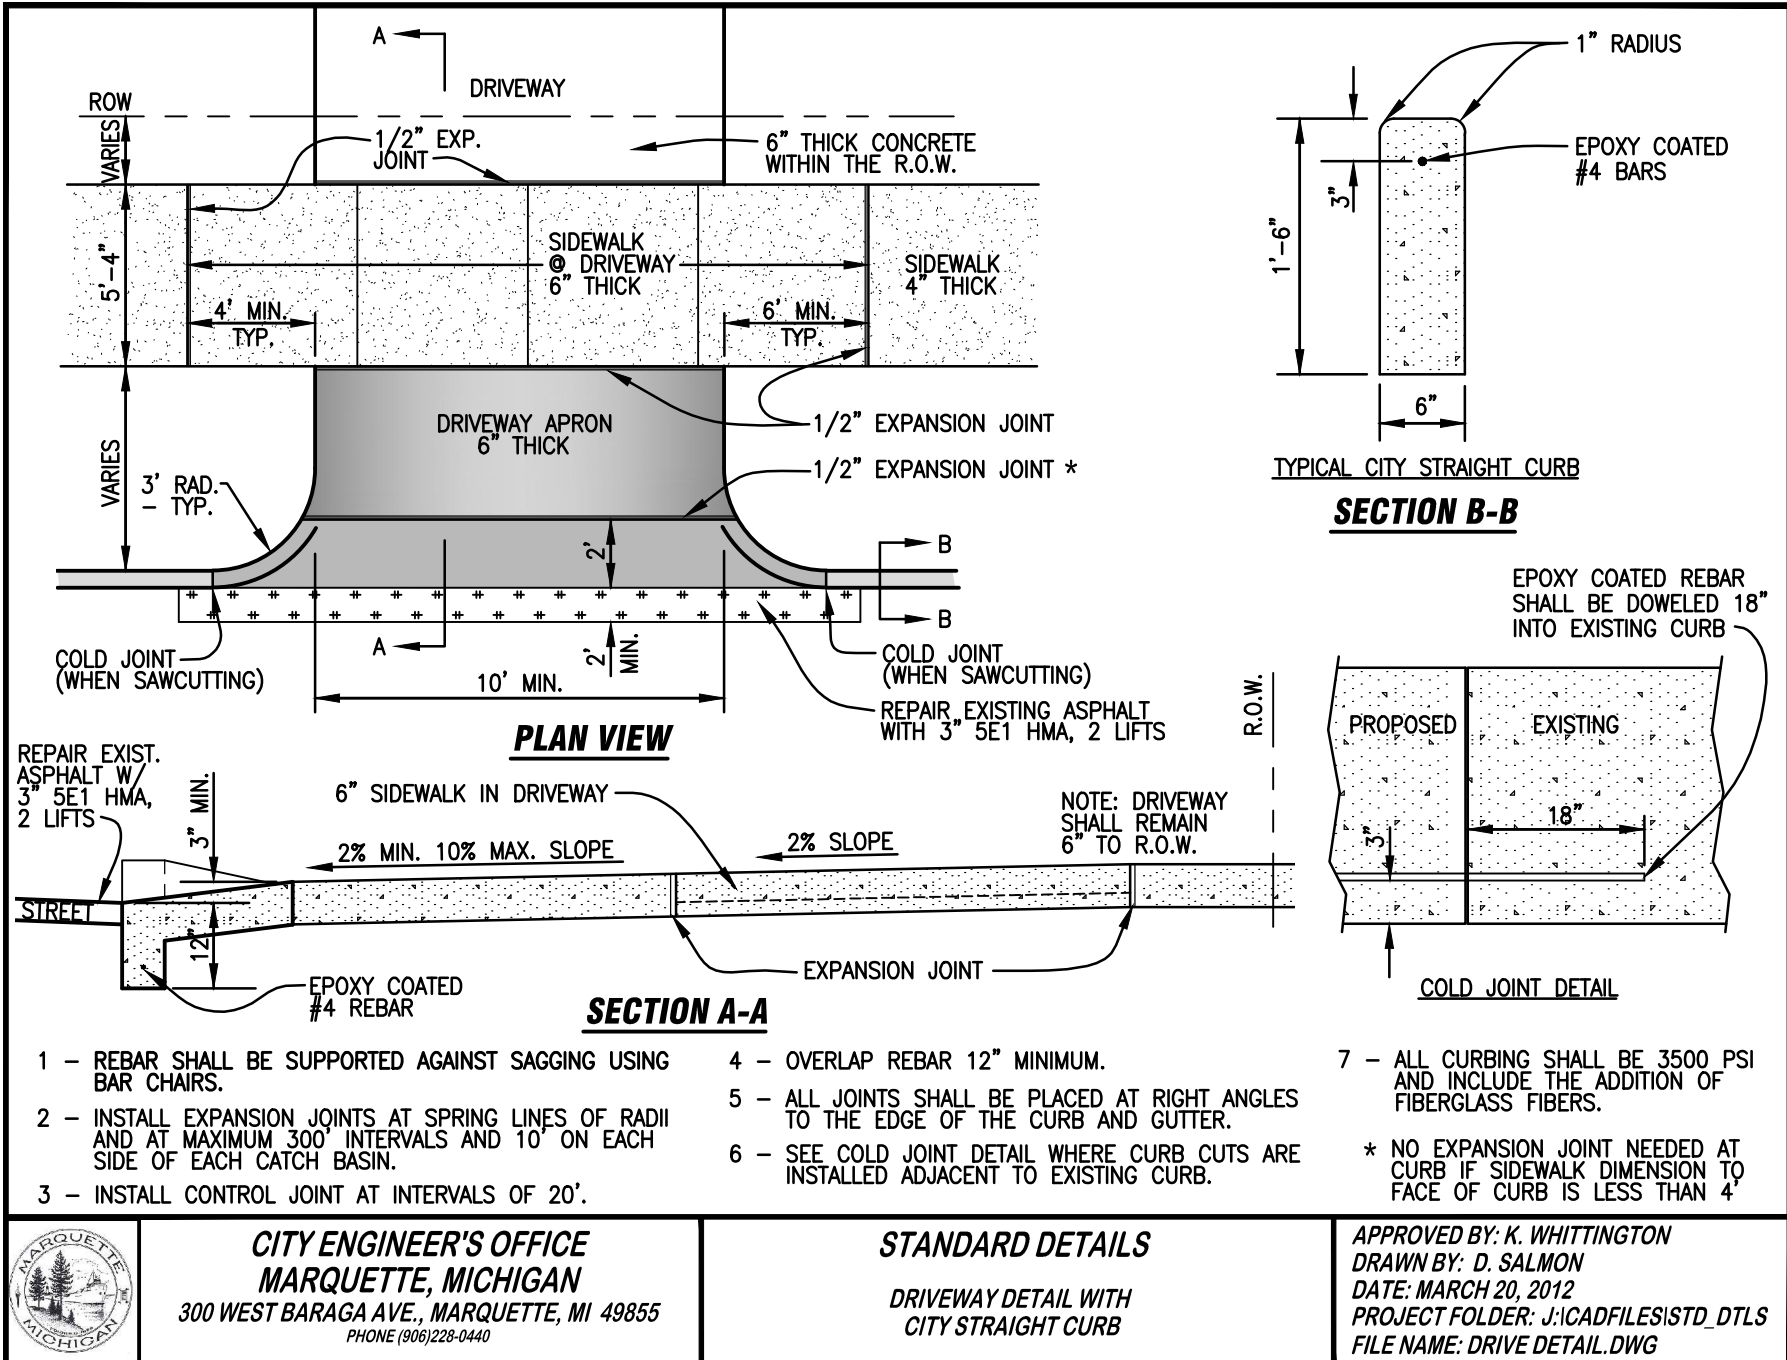 A
DRIVEWAY
ROW
VARIES
1/2" EXP.
JOINT
6" THICK CONCRETE
WITHIN THE R.O.W.
5'-4"
SIDEWALK
@ DRIVEWAY
6" THICK
SIDEWALK
4" THICK
4' MIN.
TYP.
6' MIN.
TYP.
DRIVEWAY APRON
6" THICK
1/2" EXPANSION JOINT
1/2" EXPANSION JOINT *
VARIES
3' RAD.
- TYP.
2'
B
B
A
2'
MIN.
COLD JOINT
(WHEN SAWCUTTING)
COLD JOINT
(WHEN SAWCUTTING)
10' MIN.
REPAIR EXISTING ASPHALT
WITH 3" 5E1 HMA, 2 LIFTS
PLAN VIEW
1" RADIUS
EPOXY COATED
#4 BARS
3"
1'-6"
6"
TYPICAL CITY STRAIGHT CURB
SECTION B-B
EPOXY COATED REBAR
SHALL BE DOWELED 18"
INTO EXISTING CURB
PROPOSED
EXISTING
18"
3"
COLD JOINT DETAIL
REPAIR EXIST.
ASPHALT W/
3" 5E1 HMA,
2 LIFTS
3" MIN.
6" SIDEWALK IN DRIVEWAY
2% MIN. 10% MAX. SLOPE
2% SLOPE
NOTE: DRIVEWAY
SHALL REMAIN
6" TO R.O.W.
R.O.W.
STREET
12"
EPOXY COATED
#4 REBAR
EXPANSION JOINT
SECTION A-A
1 - REBAR SHALL BE SUPPORTED AGAINST SAGGING USING
BAR CHAIRS.
2 - INSTALL EXPANSION JOINTS AT SPRING LINES OF RADII
AND AT MAXIMUM 300' INTERVALS AND 10' ON EACH
SIDE OF EACH CATCH BASIN.
3 - INSTALL CONTROL JOINT AT INTERVALS OF 20'.
4 - OVERLAP REBAR 12" MINIMUM.
5 - ALL JOINTS SHALL BE PLACED AT RIGHT ANGLES
TO THE EDGE OF THE CURB AND GUTTER.
6 - SEE COLD JOINT DETAIL WHERE CURB CUTS ARE
INSTALLED ADJACENT TO EXISTING CURB.
7 - ALL CURBING SHALL BE 3500 PSI
AND INCLUDE THE ADDITION OF
FIBERGLASS FIBERS.
* NO EXPANSION JOINT NEEDED AT
CURB IF SIDEWALK DIMENSION TO
FACE OF CURB IS LESS THAN 4'
MARQUETTE
MICHIGAN
CITY ENGINEER'S OFFICE
MARQUETTE, MICHIGAN
300 WEST BARAGA AVE., MARQUETTE, MI 49855
PHONE (906)228-0440
STANDARD DETAILS
DRIVEWAY DETAIL WITH
CITY STRAIGHT CURB
APPROVED BY: K. WHITTINGTON
DRAWN BY: D. SALMON
DATE: MARCH 20, 2012
PROJECT FOLDER: J:\CADFILES\STD_DTLS
FILE NAME: DRIVE DETAIL.DWG